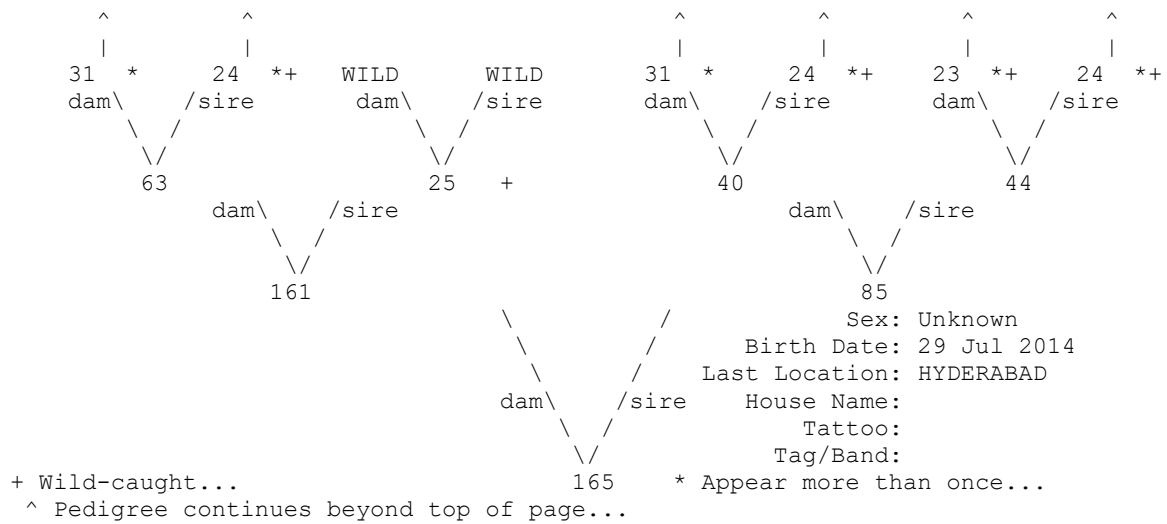 ^ ^ ^ ^ ^ ^
| | | | | |
31 * 24 *+ WILD WILD 31 * 24 *+ 23 *+ 24 *+
dam\ /sire dam\ /sire dam\ /sire dam\ /sire
\ / \ / \ / \ /
\/ \/ \/ \/
63 25 + 40 44
dam\ /sire dam\ /sire
\ / \ /
\/ \/
161 85
\ / Sex: Unknown
\ / Birth Date: 29 Jul 2014
\ / Last Location: HYDERABAD
dam\ /sire House Name:
\ / Tattoo:
\/ Tag/Band:
+ Wild-caught... 165 * Appear more than once...
^ Pedigree continues beyond top of page...